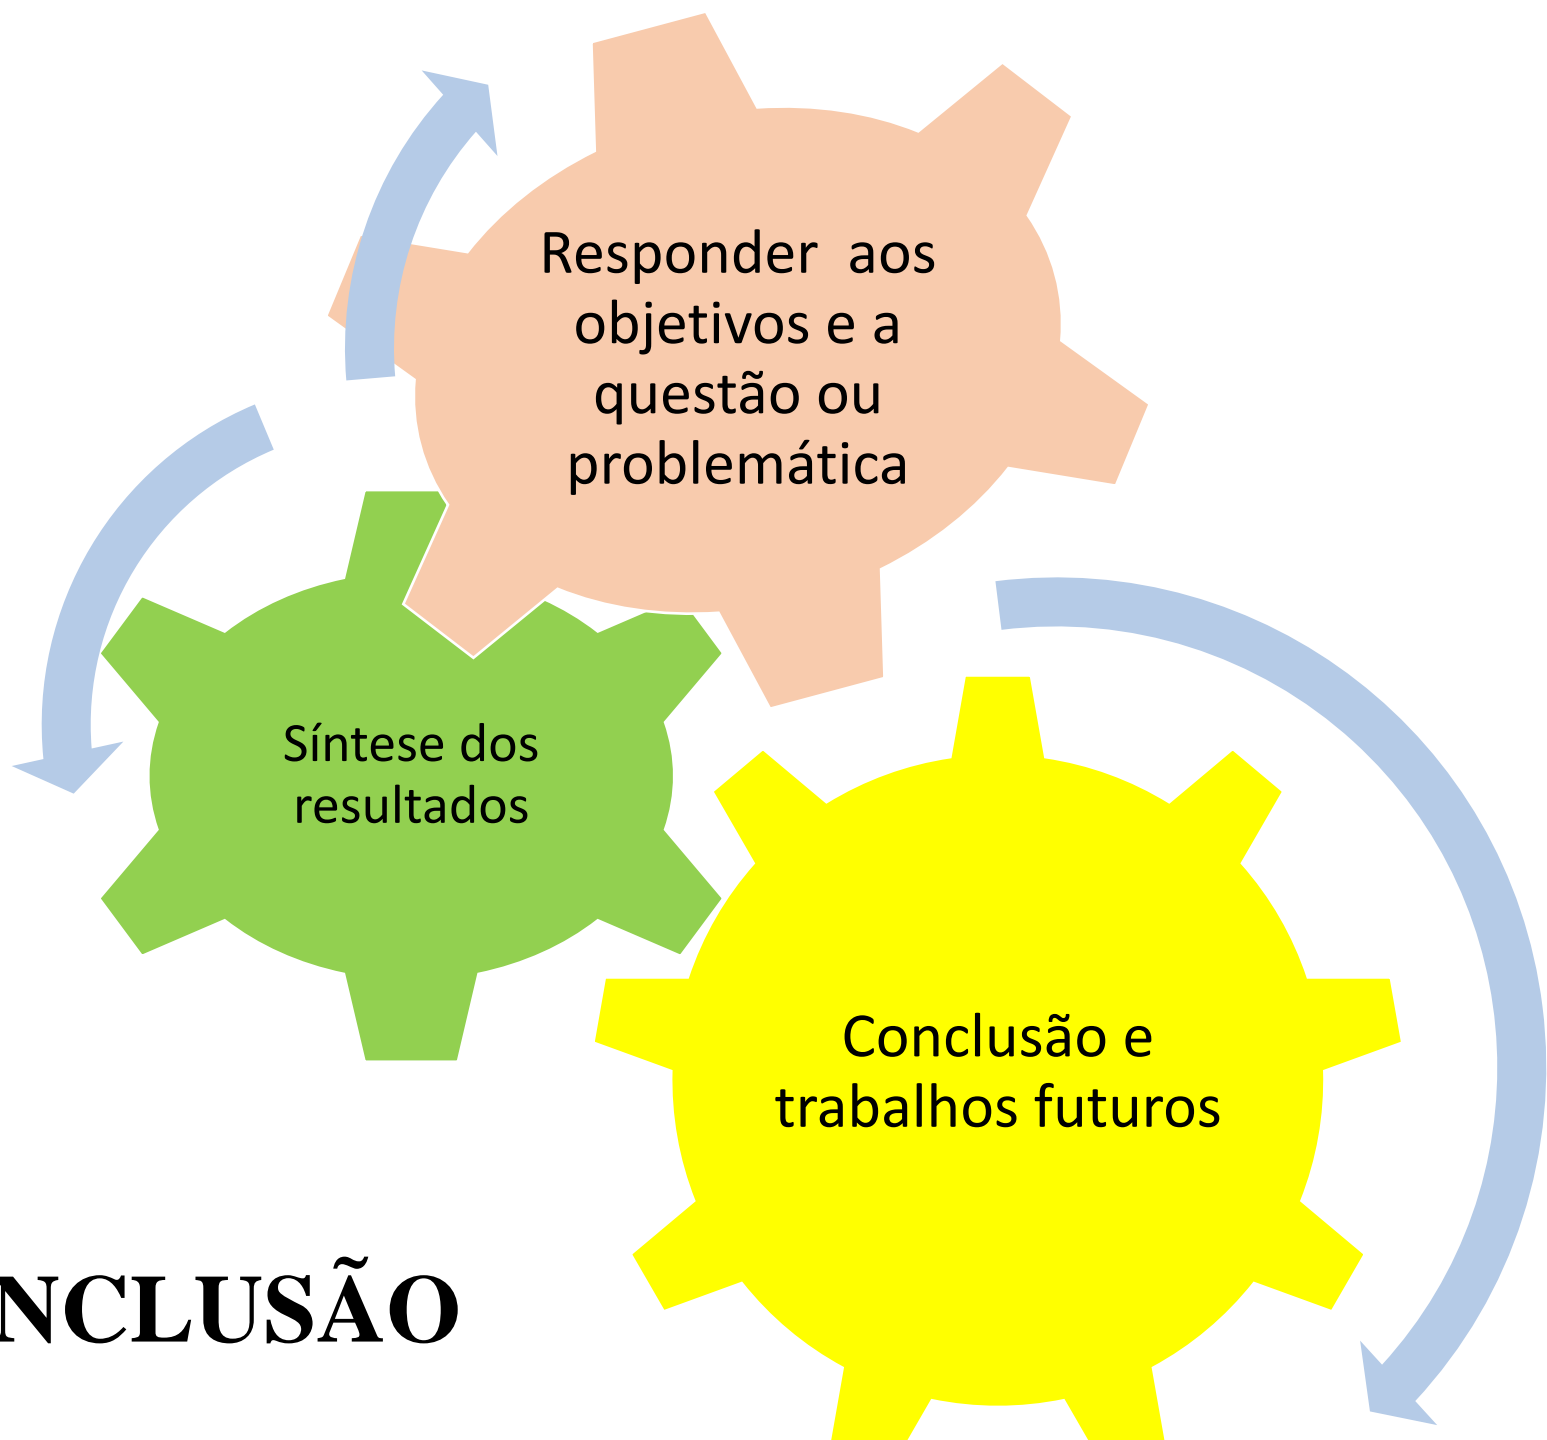 Responder aos
objetivos e a
questão ou
problemática
Síntese dos
resultados
Conclusão e
trabalhos futuros
NCLUSÃO